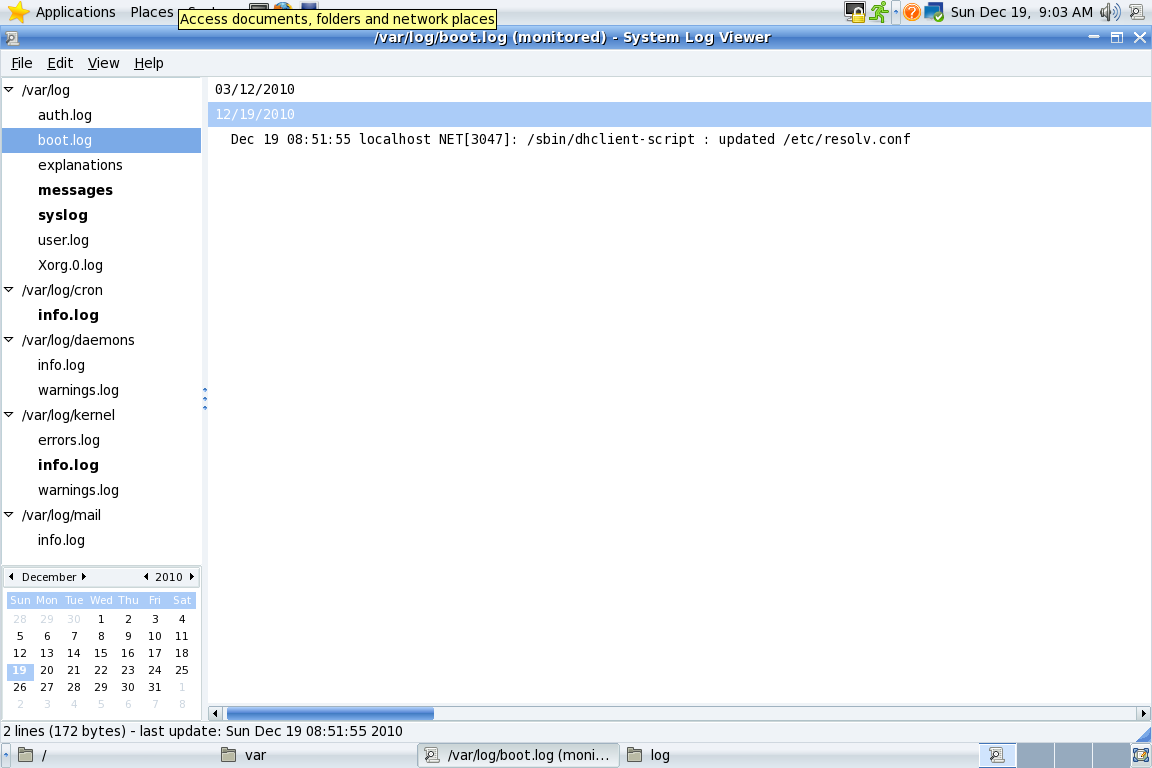 Applications Places
Access documents, folders and network places
Sun Dec 19, 9:03 AM
/var/log/boot.log (monitored) - System Log Viewer
File Edit View Help
/var/log
auth.log
boot.log
explanations
messages
syslog
user.log
Xorg.0.log
/var/log/cron
info.log
/var/log/daemons
info.log
warnings.log
/var/log/kernel
errors.log
info.log
warnings.log
/var/log/mail
info.log
03/12/2010
12/19/2010
Dec 19 08:51:55 localhost NET[3047]: /sbin/dhclient-script : updated /etc/resolv.conf
December 2010
Sun Mon Tue Wed Thu Fri Sat
28 29 30 1 2 3 4
5 6 7 8 9 10 11
12 13 14 15 16 17 18
19 20 21 22 23 24 25
26 27 28 29 30 31 1
2 3 4 5 6 7 8
2 lines (172 bytes) - last update: Sun Dec 19 08:51:55 2010
/ var /var/log/boot.log (moni... log